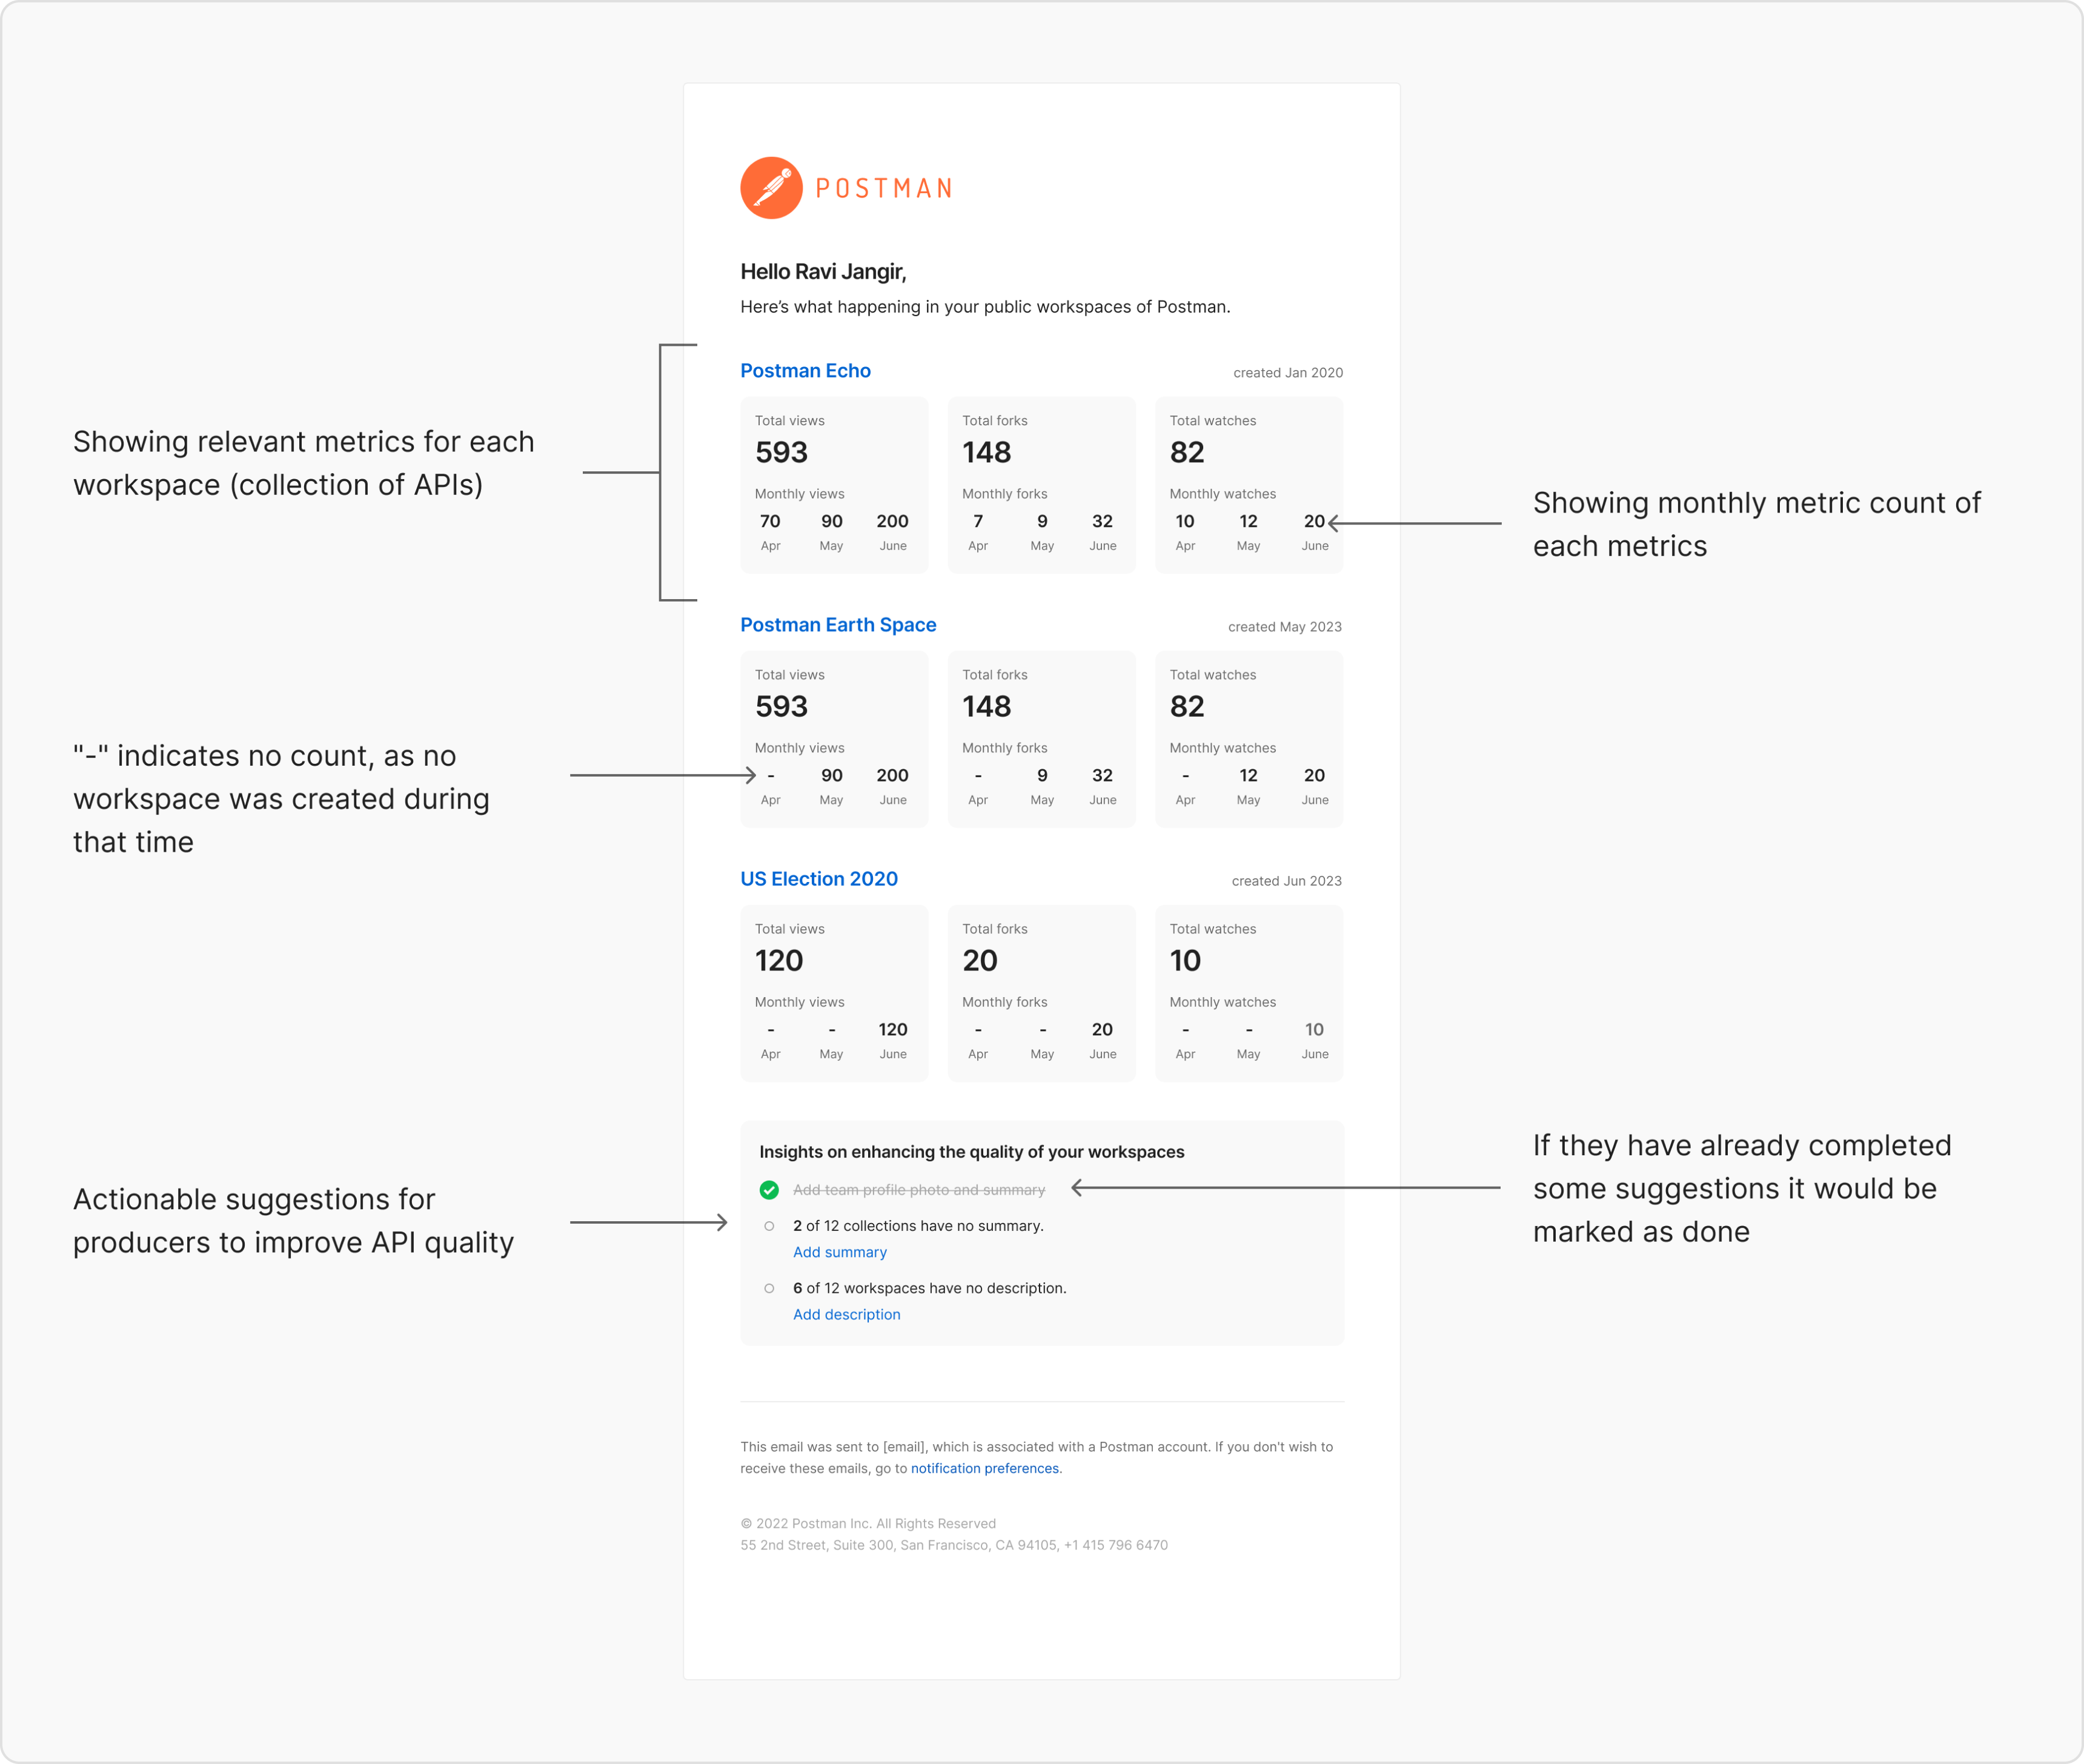 POSTMAN
Hello Ravi Jangir,
Here’s what happening in your public workspaces of Postman.
Showing relevant metrics for each
workspace (collection of APIs)
Postman Echo
created Jan 2020
Total views
593
Monthly views
70 90 200
Apr May June
Total forks
148
Monthly forks
7 9 32
Apr May June
Total watches
82
Monthly watches
10 12 20
Apr May June
Showing monthly metric count of
each metrics
Postman Earth Space
created May 2023
Total views
593
Monthly views
- 90 200
Apr May June
Total forks
148
Monthly forks
- 9 32
Apr May June
Total watches
82
Monthly watches
- 12 20
Apr May June
"-" indicates no count, as no
workspace was created during
that time
US Election 2020
created Jun 2023
Total views
120
Monthly views
- - 120
Apr May June
Total forks
20
Monthly forks
- - 20
Apr May June
Total watches
10
Monthly watches
- - 10
Apr May June
Actionable suggestions for
producers to improve API quality
Insights on enhancing the quality of your workspaces
Add team profile photo and summary
2 of 12 collections have no summary.
Add summary
6 of 12 workspaces have no description.
Add description
If they have already completed
some suggestions it would be
marked as done
This email was sent to [email], which is associated with a Postman account. If you don't wish to
receive these emails, go to notification preferences.
© 2022 Postman Inc. All Rights Reserved
55 2nd Street, Suite 300, San Francisco, CA 94105, +1 415 796 6470